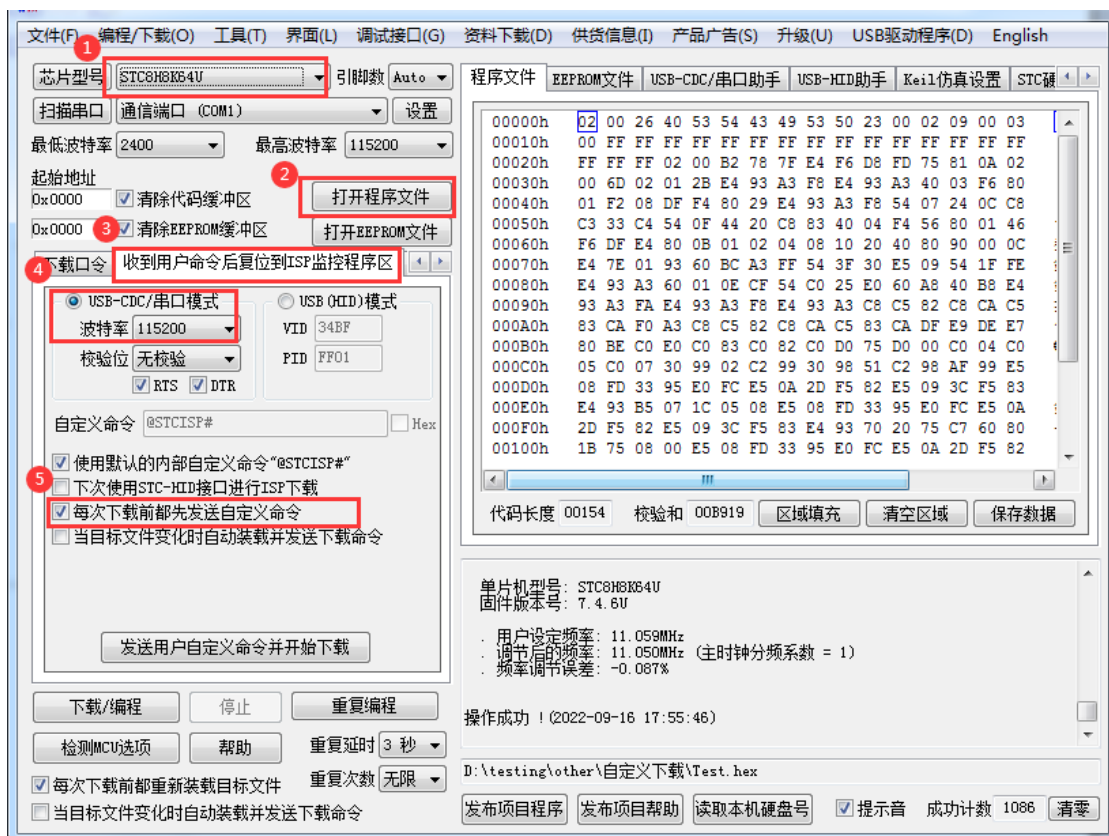 文件(F) 编程/下载(O) 工具(T) 界面(L) 调试接口(G) 资料下载(D) 供货信息(I) 产品广告(S) 升级(U) USB驱动程序(D) English
1
芯片型号 STC8H8K64U 引脚数 Auto
扫描串口 通信端口 (COM1) 设置
最低波特率 2400 最高波特率 115200
起始地址
2
0x0000 清除代码缓冲区 打开程序文件
0x0000 3 清除EEPROM缓冲区 打开EEPROM文件
4 下载口令 收到用户命令后复位到ISP监控程序区
USB-CDC/串口模式 USB(HID)模式
波特率 115200 VID 34BF
校验位 无校验 PID FF01
RTS DTR
自定义命令 @STCISP# Hex
使用默认的内部自定义命令“@STCISP#”
5 下次使用STC-HID接口进行ISP下载
每次下载前都先发送自定义命令
当目标文件变化时自动装载并发送下载命令
发送用户自定义命令并开始下载
下载/编程 停止 重复编程
检测MCU选项 帮助 重复延时 3 秒
每次下载前都重新装载目标文件 重复次数 无限
当目标文件变化时自动装载并发送下载命令
程序文件 EEPROM文件 USB-CDC/串口助手 USB-HID助手 Keil仿真设置 STC硬
00000h 02 00 26 40 53 54 43 49 53 50 23 00 02 09 00 03
00010h 00 FF FF FF FF FF FF FF FF FF FF FF FF FF FF FF
00020h FF FF FF 02 00 B2 78 7F E4 F6 D8 FD 75 81 0A 02
00030h 00 6D 02 01 2B E4 93 A3 F8 E4 93 A3 40 03 F6 80
00040h 01 F2 08 DF F4 80 29 E4 93 A3 F8 54 07 24 0C C8
00050h C3 33 C4 54 0F 44 20 C8 83 40 04 F4 56 80 01 46
00060h F6 DF E4 80 0B 01 02 04 08 10 20 40 80 90 00 0C
00070h E4 7E 01 93 60 BC A3 FF 54 3F 30 E5 09 54 1F FE
00080h E4 93 A3 60 01 0E CF 54 C0 25 E0 60 A8 40 B8 E4
00090h 93 A3 FA E4 93 A3 F8 E4 93 A3 C8 C5 82 C8 CA C5
000A0h 83 CA F0 A3 C8 C5 82 C8 CA C5 83 CA DF E9 DE E7
000B0h 80 BE C0 E0 C0 83 C0 82 C0 D0 75 D0 00 C0 04 C0
000C0h 05 C0 07 30 99 02 C2 99 30 98 51 C2 98 AF 99 E5
000D0h 08 FD 33 95 E0 FC E5 0A 2D F5 82 E5 09 3C F5 83
000E0h E4 93 B5 07 1C 05 08 E5 08 FD 33 95 E0 FC E5 0A
000F0h 2D F5 82 E5 09 3C F5 83 E4 93 70 20 75 C7 60 80
00100h 1B 75 08 00 E5 08 FD 33 95 E0 FC E5 0A 2D F5 82
代码长度 00154 校验和 00B919 区域填充 清空区域 保存数据
单片机型号: STC8H8K64U
固件版本号: 7.4.6U
. 用户设定频率: 11.059MHz
. 调节后的频率: 11.050MHz (主时钟分频系数 = 1)
. 频率调节误差: -0.087%
操作成功 !(2022-09-16 17:55:46)
D:\testing\other\自定义下载\Test.hex
发布项目程序 发布项目帮助 读取本机硬盘号 提示音 成功计数 1086 清零